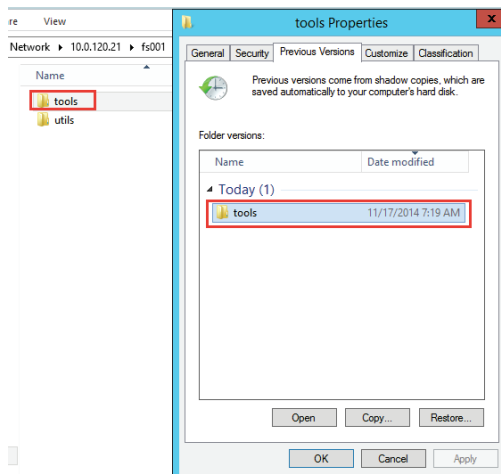 re View
Network ▸ 10.0.120.21 ▸ fs001
Name
tools
utils
tools Properties
x
General Security Previous Versions Customize Classification
Previous versions come from shadow copies, which are
saved automatically to your computer's hard disk.
Folder versions:
Name Date modified
Today (1)
tools 11/17/2014 7:19 AM
Open Copy... Restore...
OK Cancel Apply